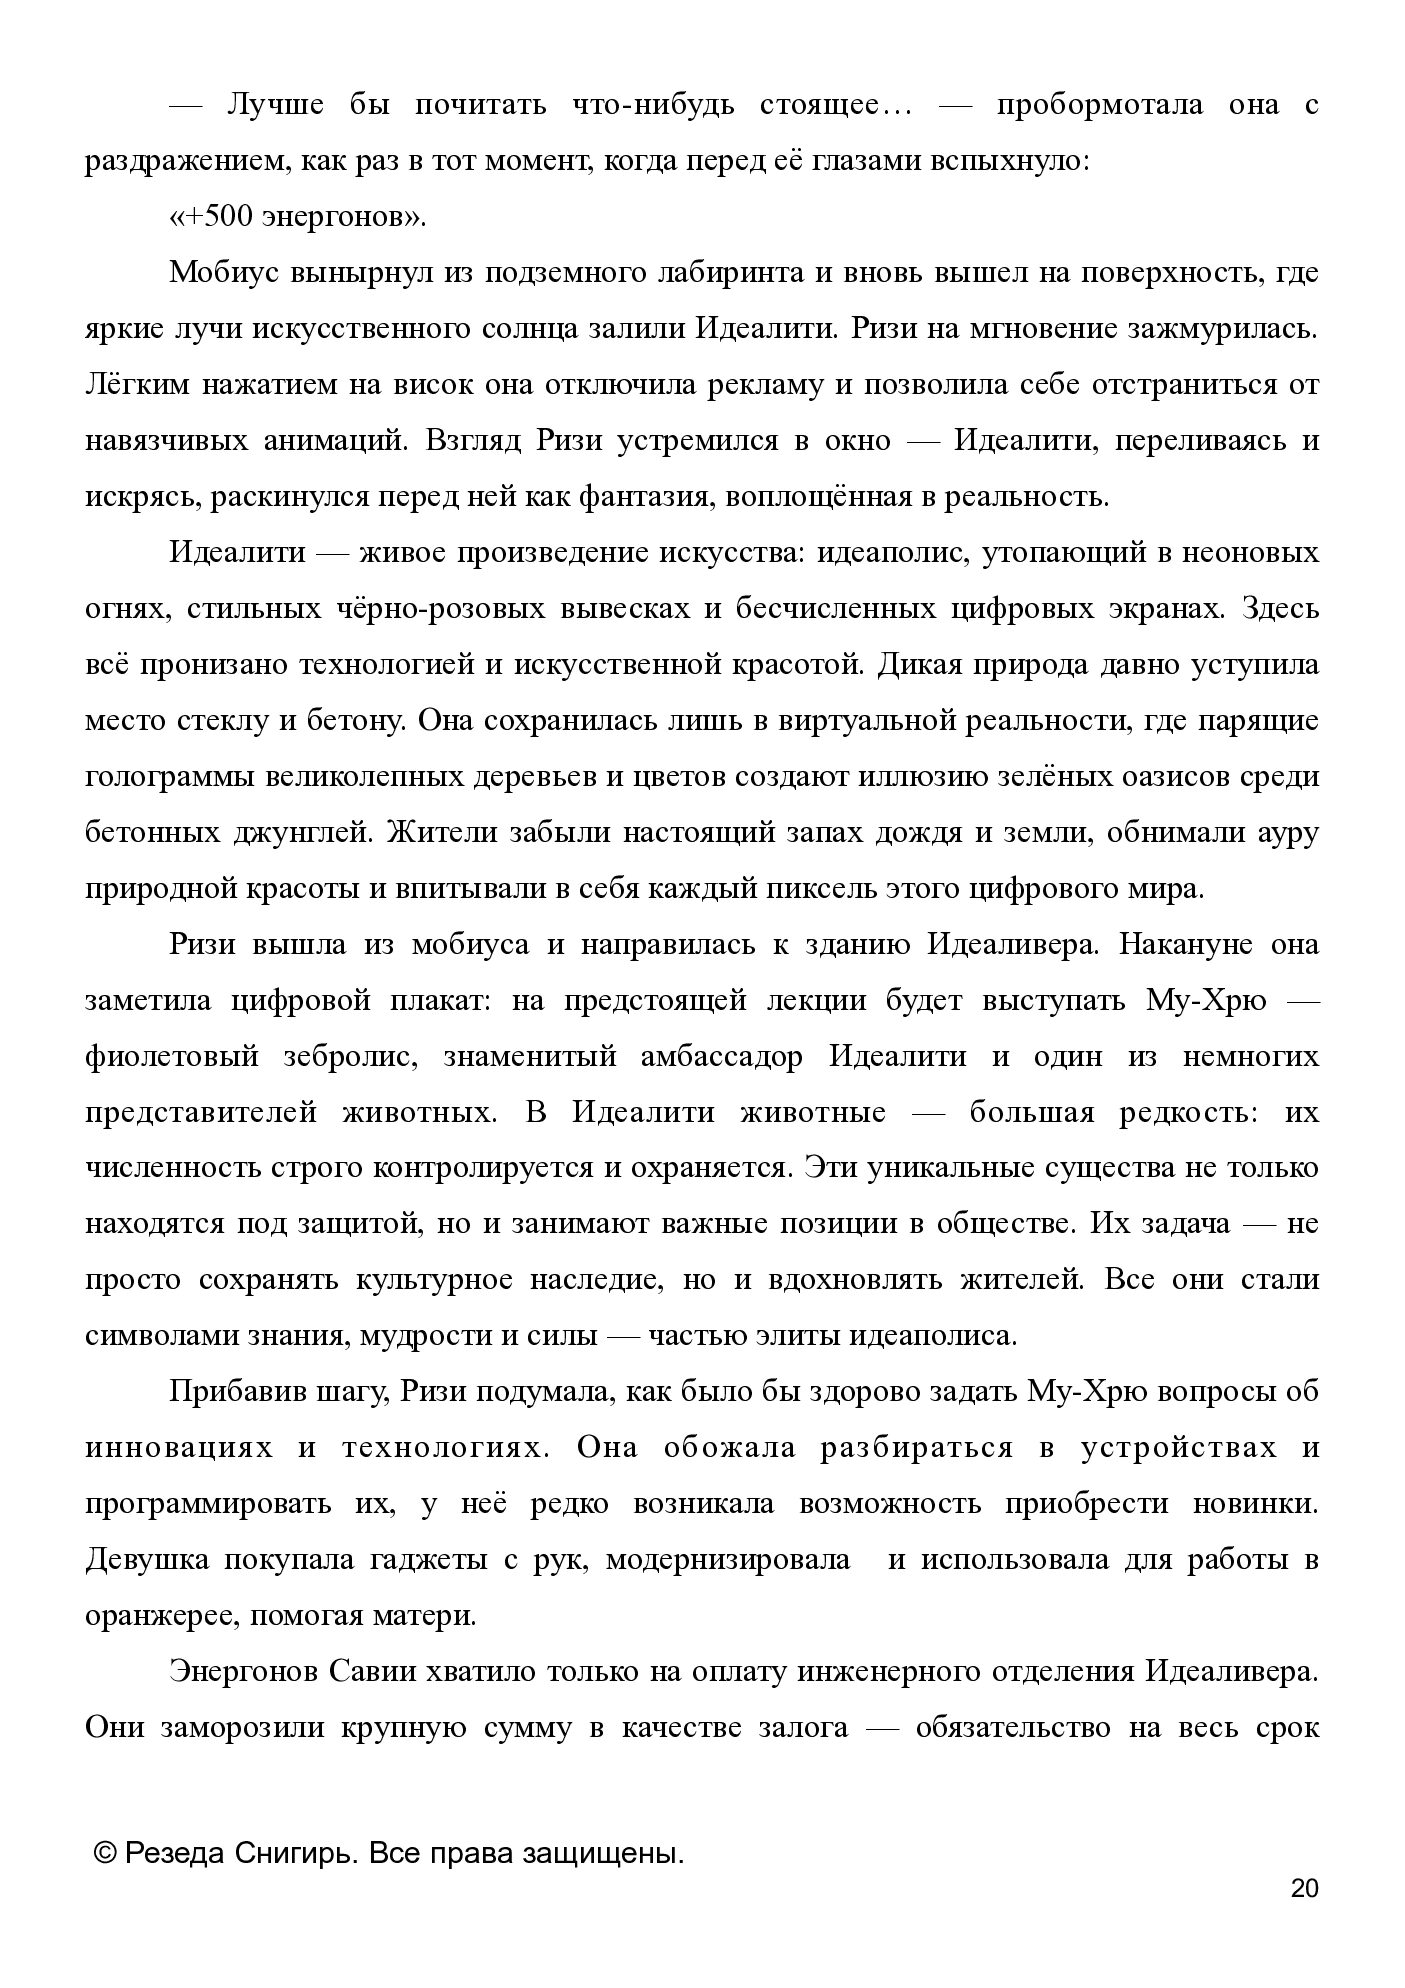 — Лучше бы почитать что-нибудь стоящее… — пробормотала она с
раздражением, как раз в тот момент, когда перед её глазами вспыхнуло:
«+500 энергонов».
Мобиус вынырнул из подземного лабиринта и вновь вышел на поверхность, где
яркие лучи искусственного солнца залили Идеалити. Ризи на мгновение зажмурилась.
Лёгким нажатием на висок она отключила рекламу и позволила себе отстраниться от
навязчивых анимаций. Взгляд Ризи устремился в окно — Идеалити, переливаясь и
искрясь, раскинулся перед ней как фантазия, воплощённая в реальность.
Идеалити — живое произведение искусства: идеаполис, утопающий в неоновых
огнях, стильных чёрно-розовых вывесках и бесчисленных цифровых экранах. Здесь
всё пронизано технологией и искусственной красотой. Дикая природа давно уступила
место стеклу и бетону. Она сохранилась лишь в виртуальной реальности, где парящие
голограммы великолепных деревьев и цветов создают иллюзию зелёных оазисов среди
бетонных джунглей. Жители забыли настоящий запах дождя и земли, обнимали ауру
природной красоты и впитывали в себя каждый пиксель этого цифрового мира.
Ризи вышла из мобиуса и направилась к зданию Идеаливера. Накануне она
заметила цифровой плакат: на предстоящей лекции будет выступать Му-Хрю —
фиолетовый зебролис, знаменитый амбассадор Идеалити и один из немногих
представителей животных. В Идеалити животные — большая редкость: их
численность строго контролируется и охраняется. Эти уникальные существа не только
находятся под защитой, но и занимают важные позиции в обществе. Их задача — не
просто сохранять культурное наследие, но и вдохновлять жителей. Все они стали
символами знания, мудрости и силы — частью элиты идеаполиса.
Прибавив шагу, Ризи подумала, как было бы здорово задать Му-Хрю вопросы об
инновациях и технологиях. Она обожала разбираться в устройствах и
программировать их, у неё редко возникала возможность приобрести новинки.
Девушка покупала гаджеты с рук, модернизировала  и использовала для работы в
оранжерее, помогая матери.
Энергонов Савии хватило только на оплату инженерного отделения Идеаливера.
Они заморозили крупную сумму в качестве залога — обязательство на весь срок
© Резеда Снигирь. Все права защищены.
20